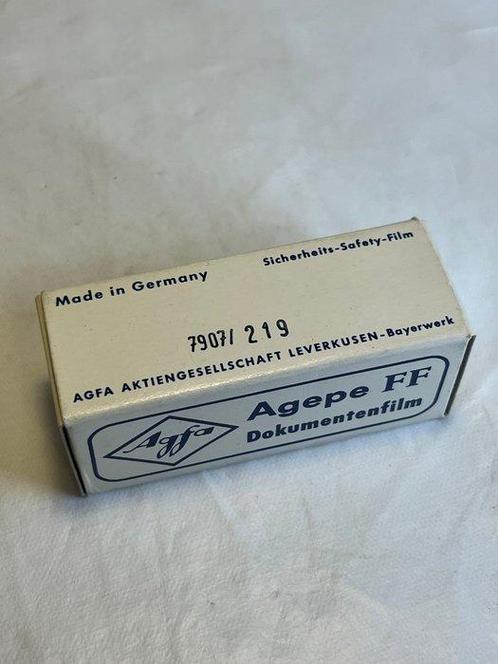 Made in Germany
Sicherheits-Safety-Film
7907/ 219
AGFA AKTIENGESELLSCHAFT LEVERKUSEN-Bayerwerk
Agfa
Agepe FF
Dokumentenfilm